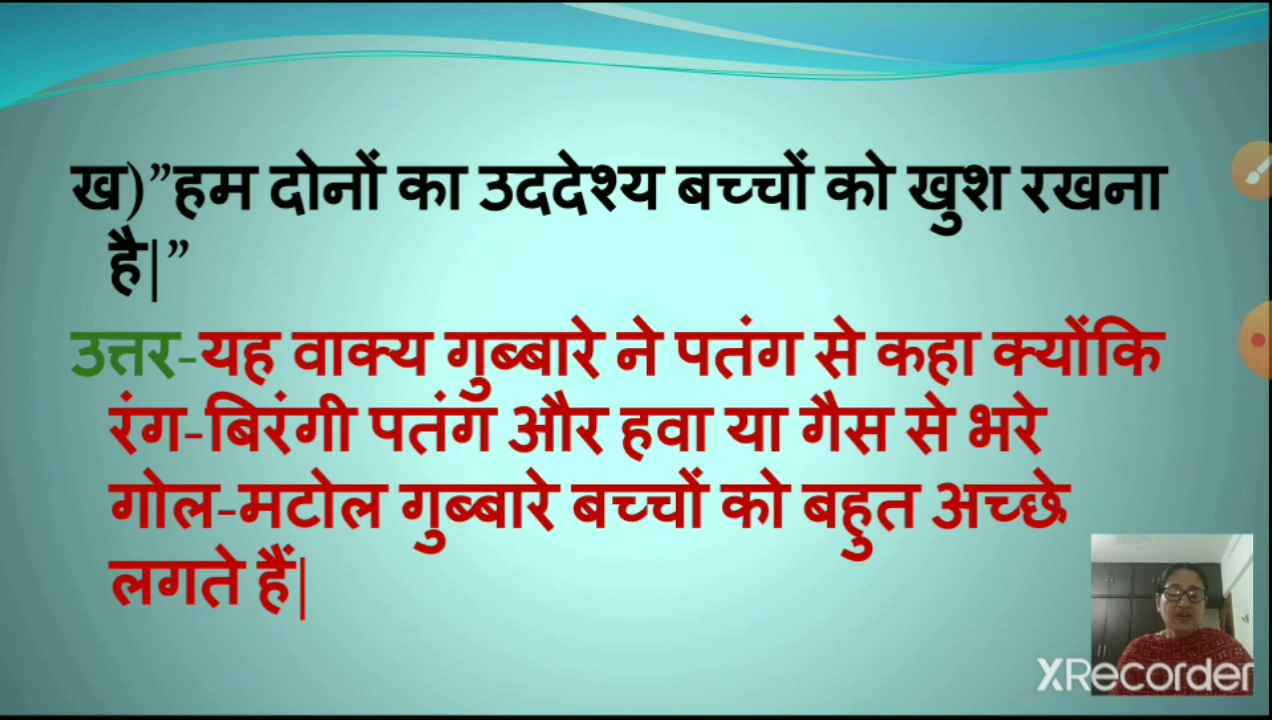 ख)”हम दोनों का उददेश्य बच्चों को खुश रखना
है|”
उत्तर-यह वाक्य गुब्बारे ने पतंग से कहा क्योंकि
रंग-बिरंगी पतंग और हवा या गैस से भरे
गोल-मटोल गुब्बारे बच्चों को बहुत अच्छे
लगते हैं|
XRecorder